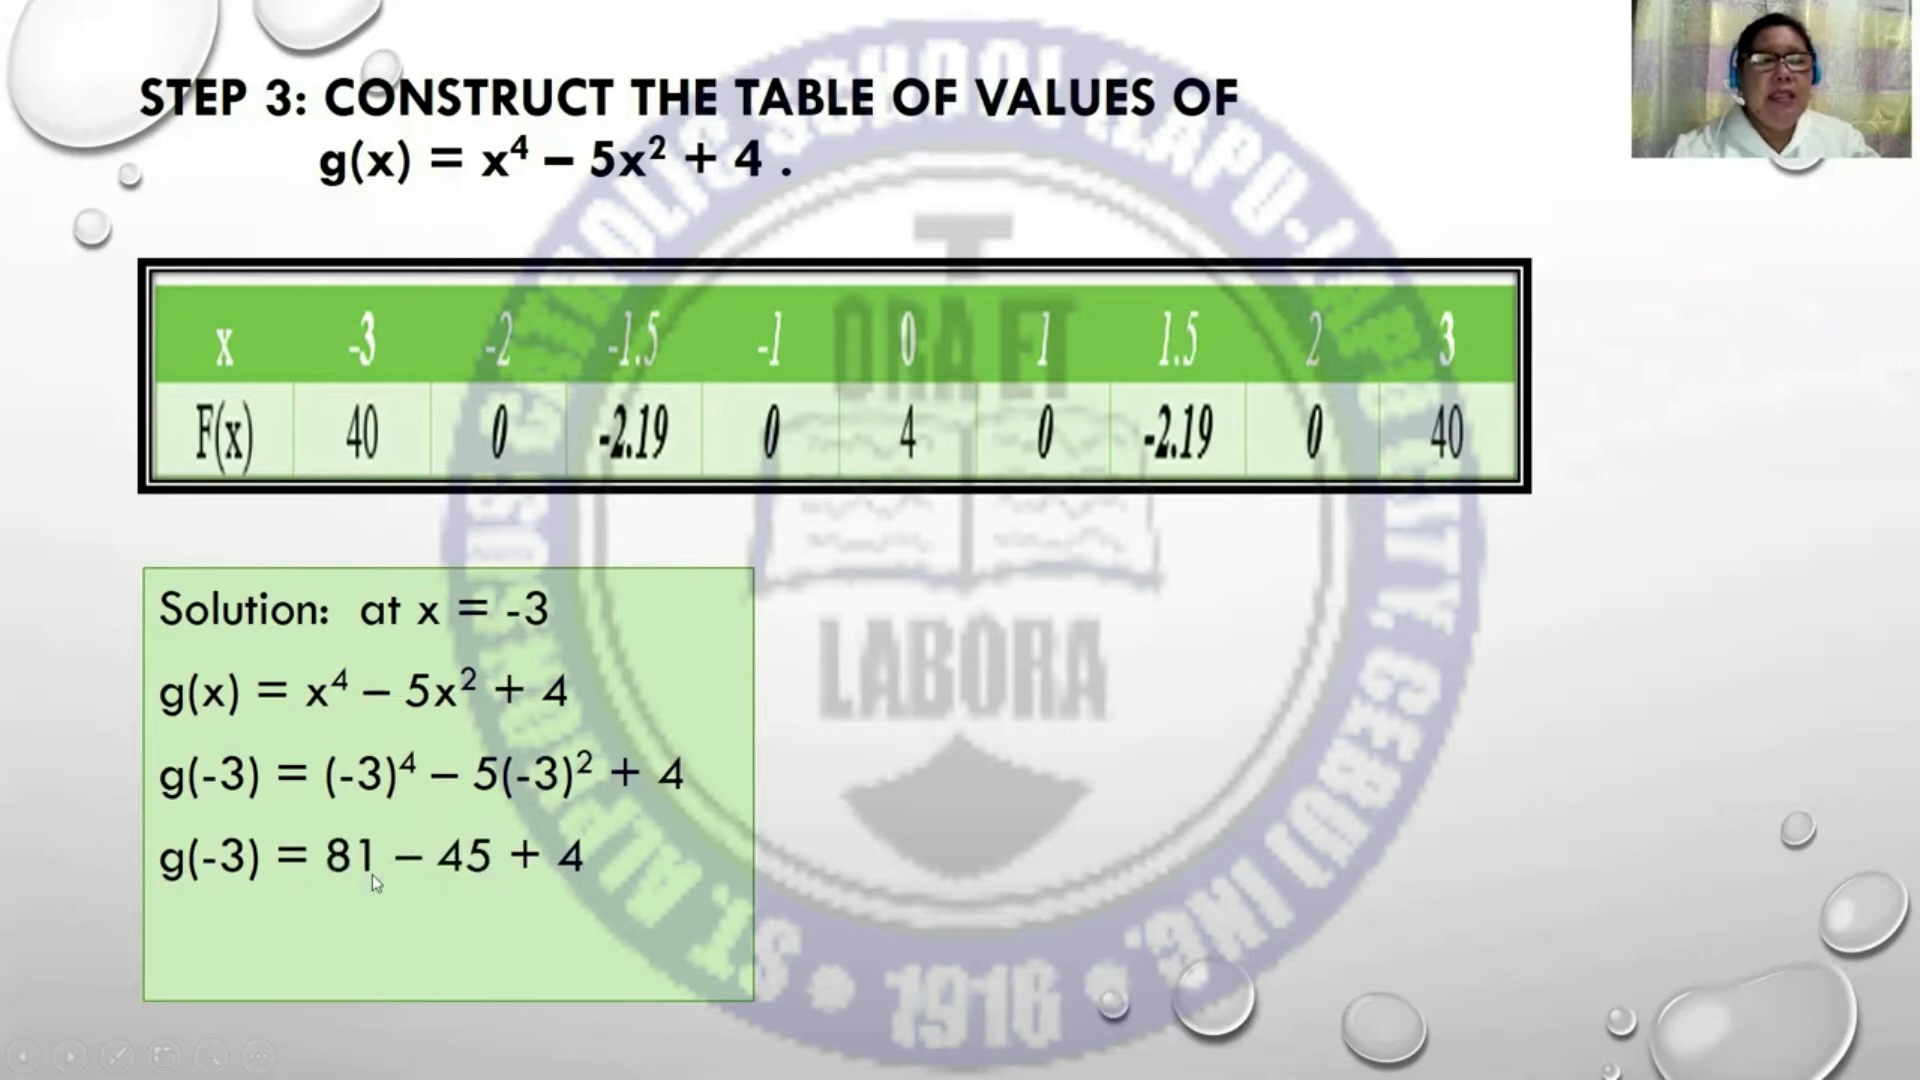 STEP 3: CONSTRUCT THE TABLE OF VALUES OF
g(x) = x⁴ – 5x² + 4 .
x -3 -2 -1.5 -1 0 1 1.5 2 3
F(x) 40 0 -2.19 0 4 0 -2.19 0 40
Solution: at x = -3
g(x) = x⁴ – 5x² + 4
g(-3) = (-3)⁴ – 5(-3)² + 4
g(-3) = 81 – 45 + 4
ORA ET
LABORA
1916